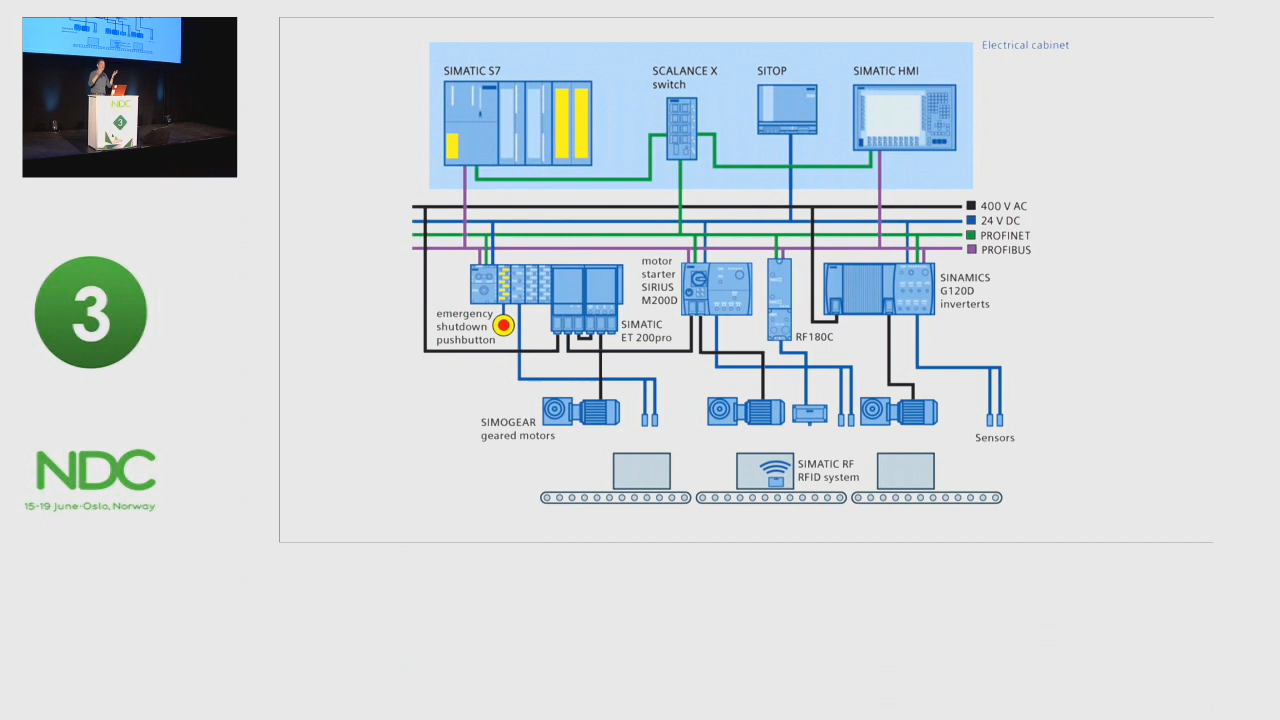 Electrical cabinet
SIMATIC S7
SCALANCE X
switch
SITOP
SIMATIC HMI
400 V AC
24 V DC
PROFINET
PROFIBUS
motor
starter
SIRIUS
M200D
SINAMICS
G120D
inverterts
emergency
shutdown
pushbutton
SIMATIC
ET 200pro
RF180C
SIMOGEAR
geared motors
Sensors
SIMATIC RF
RFID system
NDC
3
3
NDC
15-19 June·Oslo, Norway